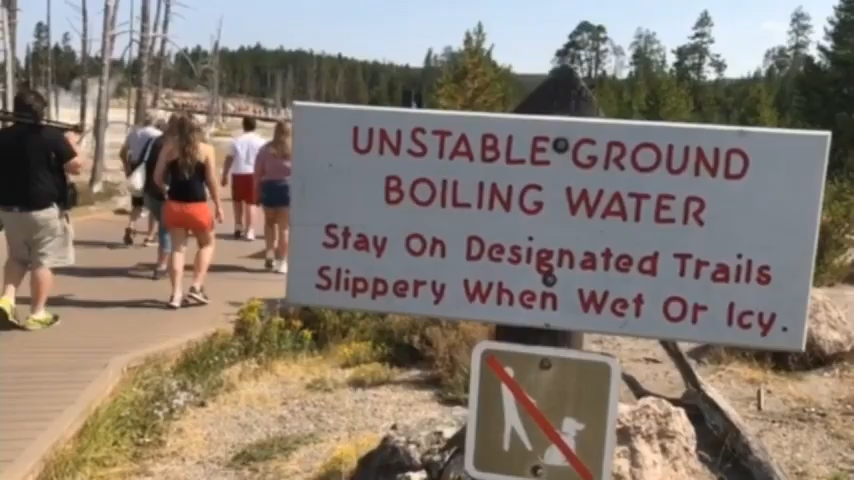 UNSTABLE GROUND
BOILING WATER
Stay On Designated Trails
Slippery When Wet Or Icy.